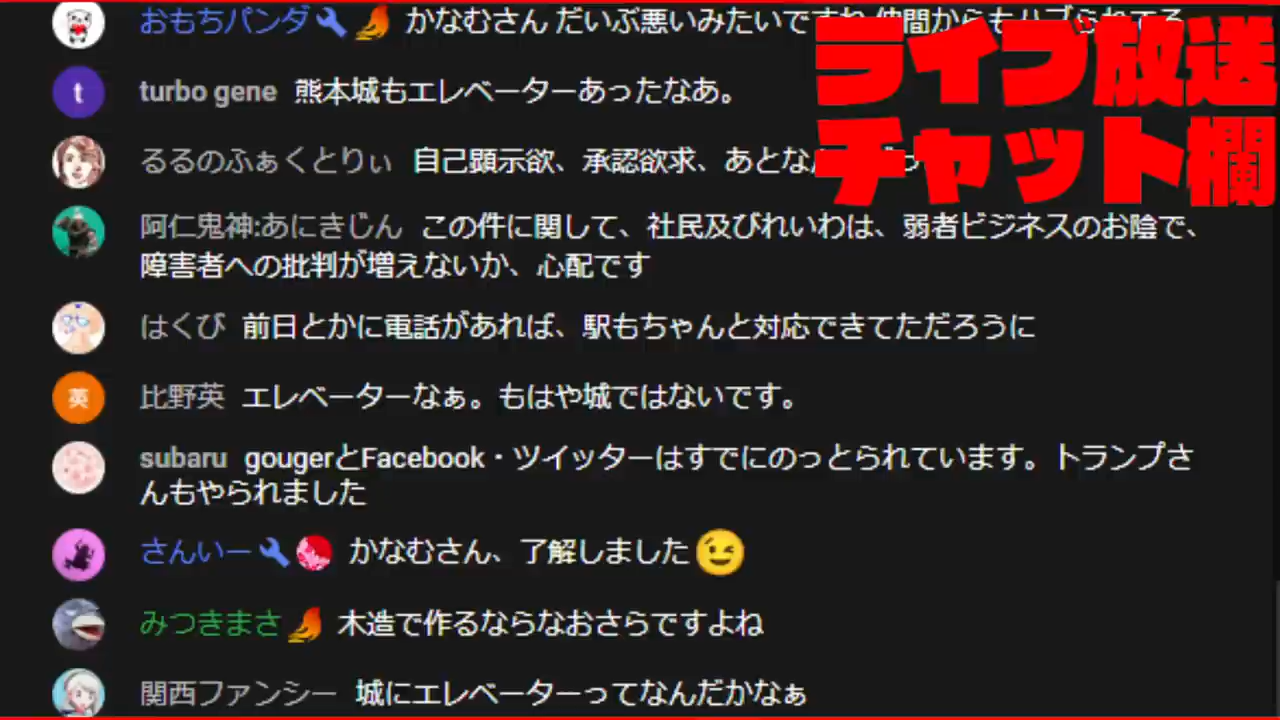 おもちパンダ かなむさん だいぶ悪いみたいですね 仲間からもハブられてる
ライブ放送
チャット欄
turbo gene 熊本城もエレベーターあったなあ。
るるのふぁくとりぃ 自己顕示欲、承認欲求、あとな
阿仁鬼神:あにきじん この件に関して、社民及びれいわは、弱者ビジネスのお陰で、
障害者への批判が増えないか、心配です
はくび 前日とかに電話があれば、駅もちゃんと対応できてただろうに
英 比野英 エレベーターなぁ。もはや城ではないです。
subaru gougerとFacebook・ツイッターはすでにのっとられています。トランプさ
んもやられました
さんいー かなむさん、了解しました
みつきまさ 木造で作るならなおさらですよね
関西ファンシー 城にエレベーターってなんだかなぁ